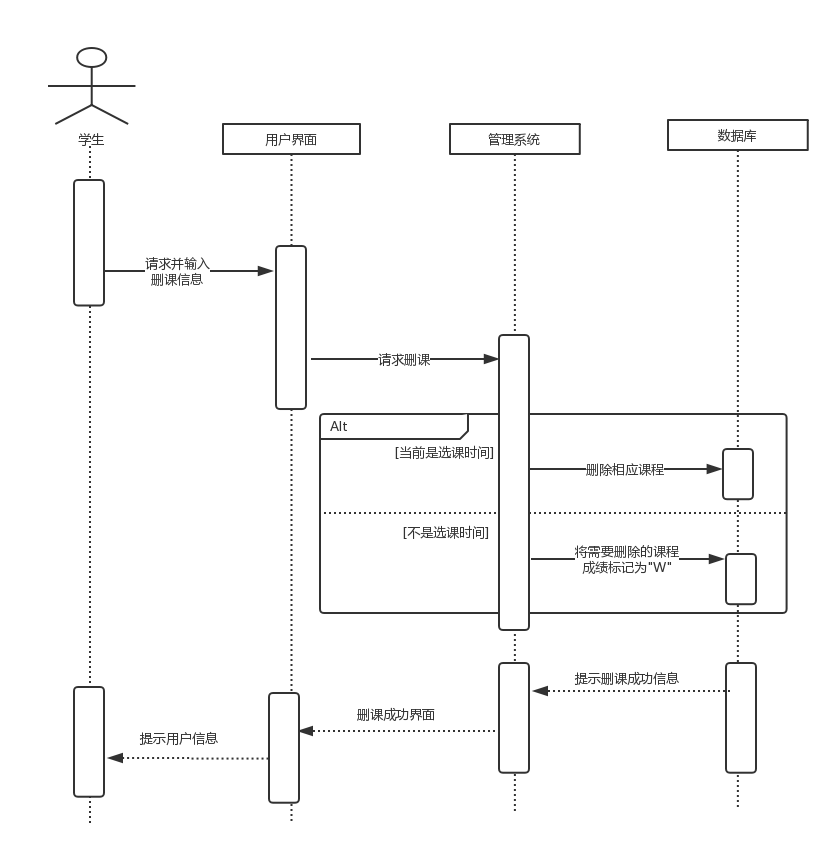 学生
用户界面
管理系统
数据库
请求并输入
删课信息
请求删课
Alt
[当前是选课时间]
删除相应课程
[不是选课时间]
将需要删除的课程
成绩标记为"W"
提示删课成功信息
删课成功界面
提示用户信息